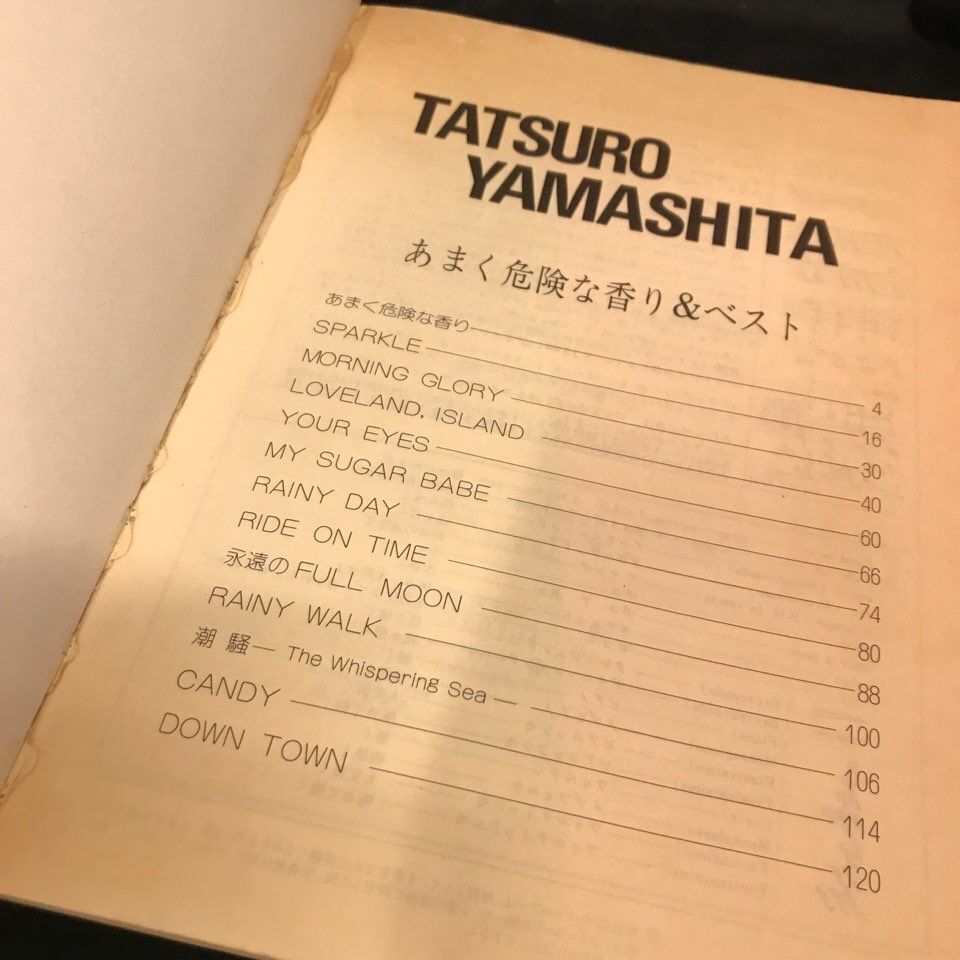 TATSURO
YAMASHITA
あまく危険な香り&ベスト
あまく危険な香り 4
SPARKLE 16
MORNING GLORY 30
LOVELAND, ISLAND 40
YOUR EYES 60
MY SUGAR BABE 66
RAINY DAY 74
RIDE ON TIME 80
永遠のFULL MOON 88
RAINY WALK 100
潮 騒— The Whispering Sea — 106
CANDY 114
DOWN TOWN 120